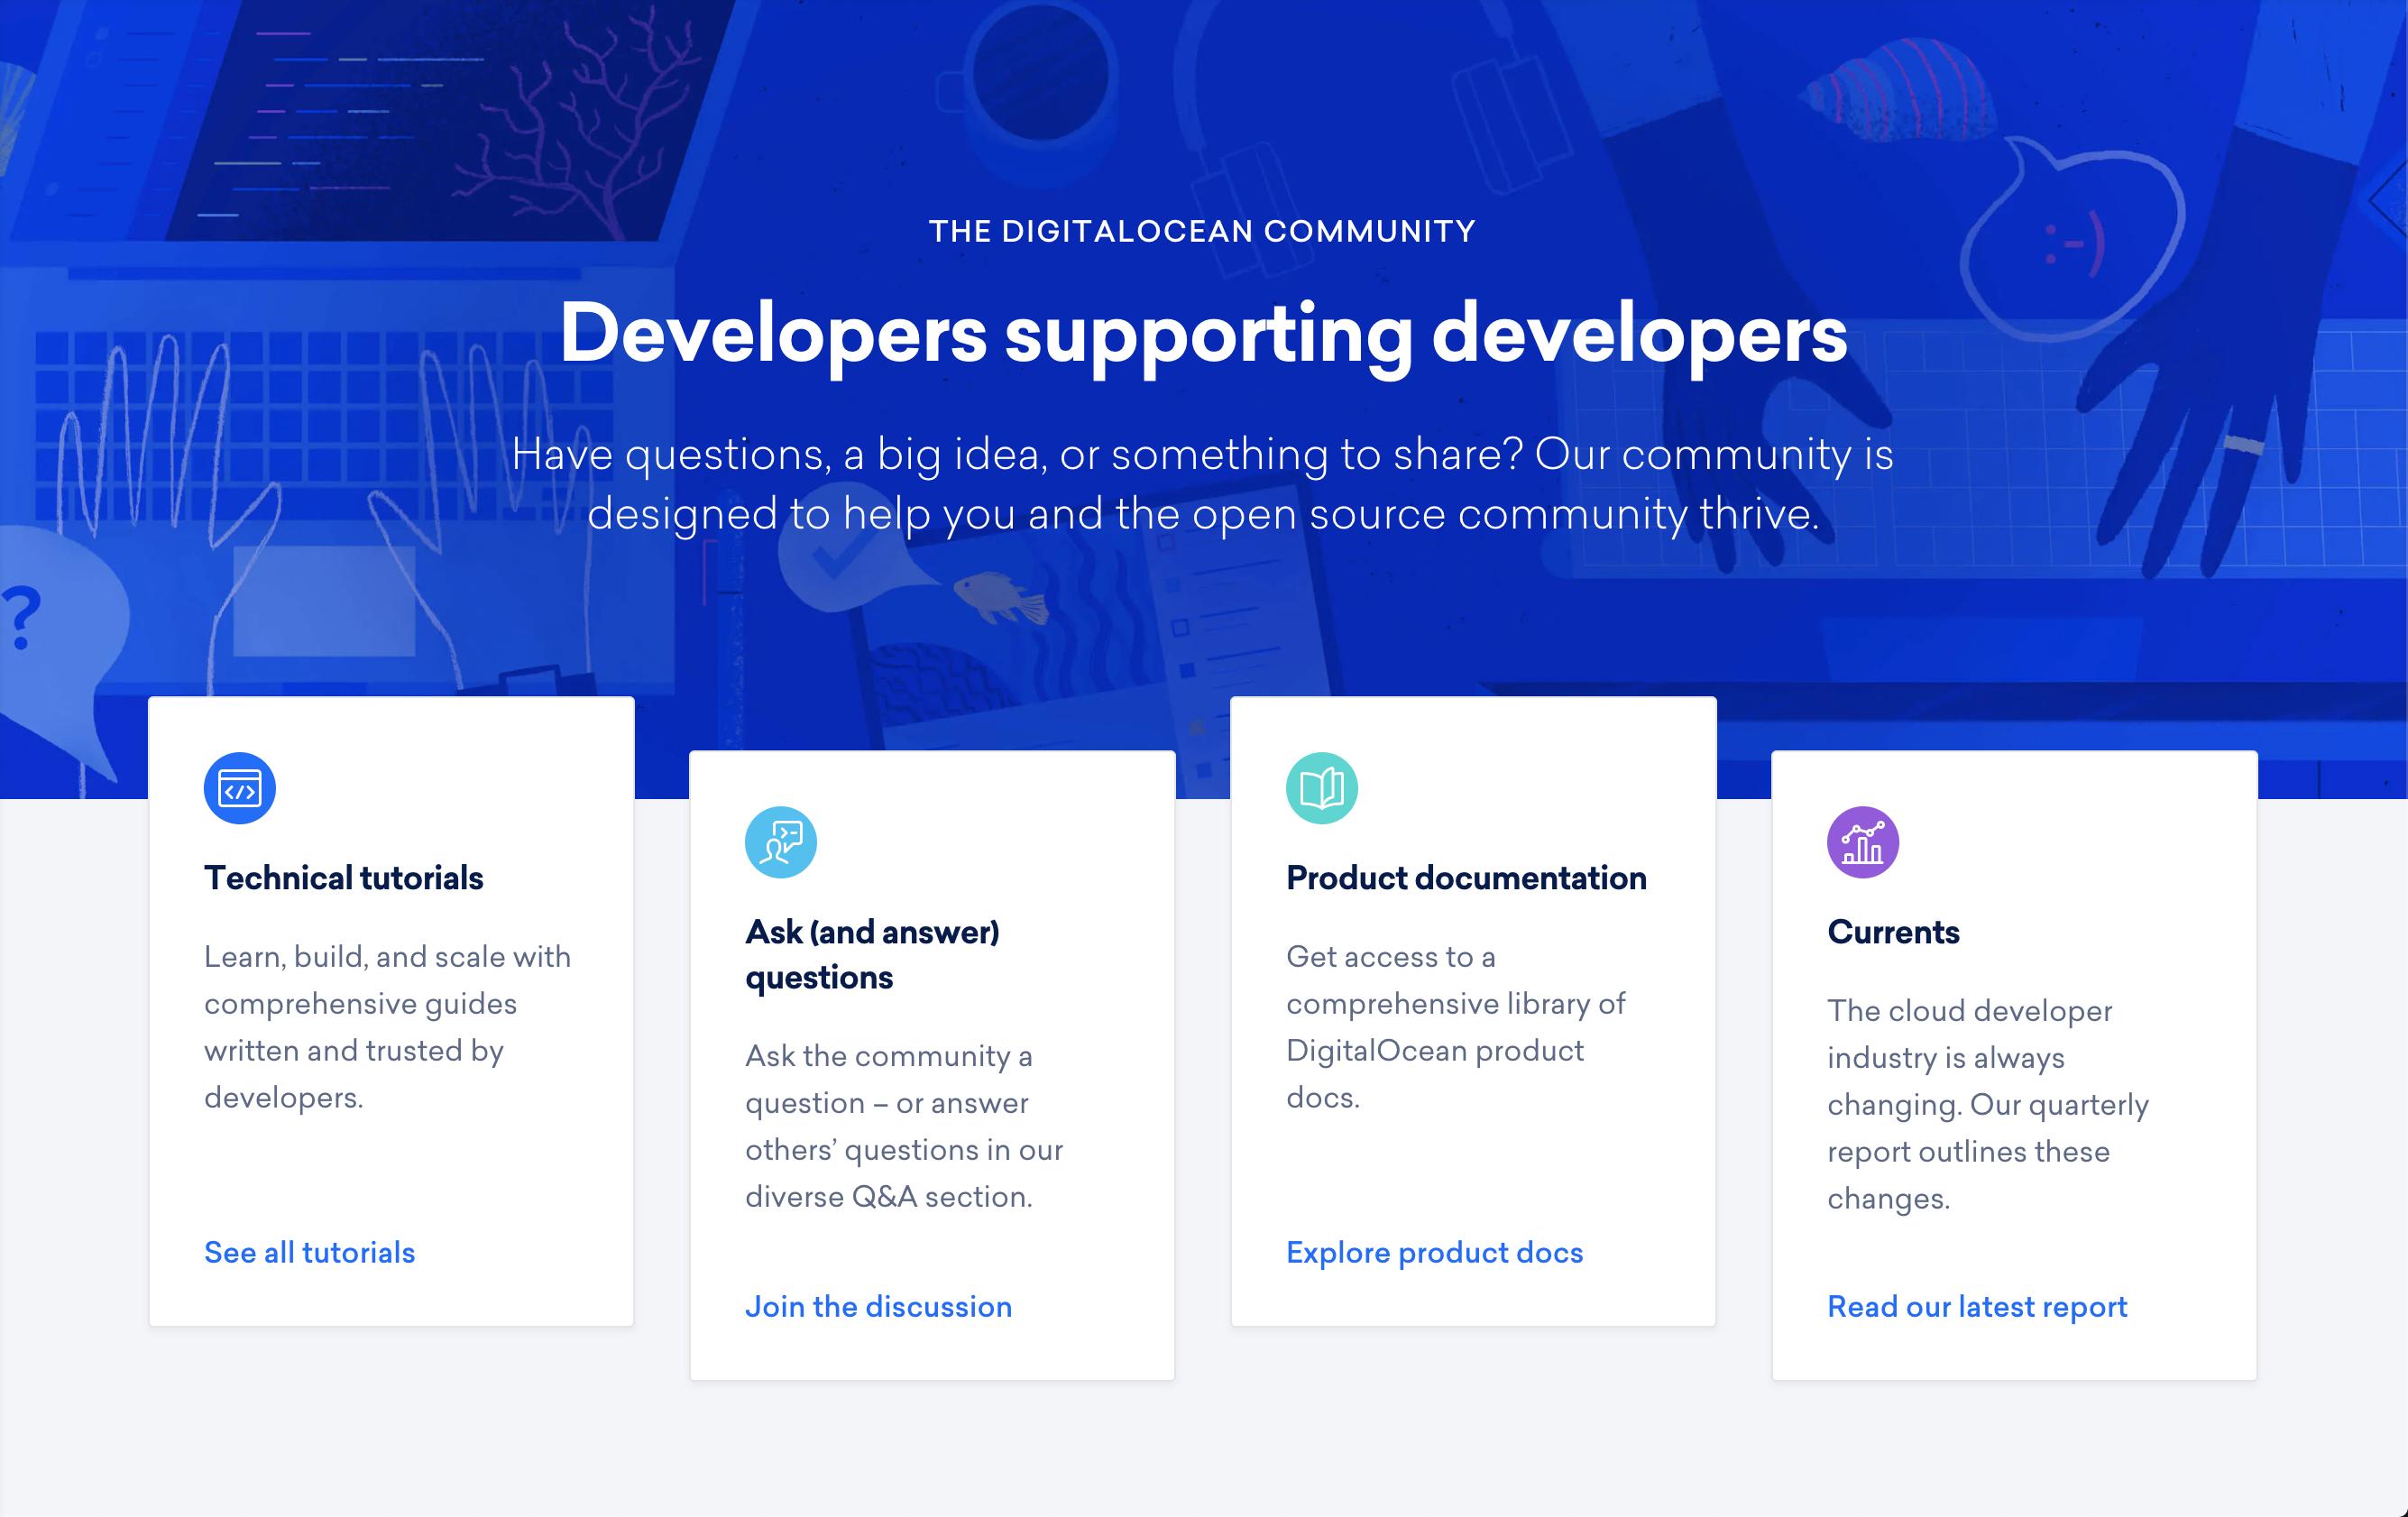 THE DIGITALOCEAN COMMUNITY
Developers supporting developers
Have questions, a big idea, or something to share? Our community is
designed to help you and the open source community thrive.
:-)
?
Technical tutorials
Learn, build, and scale with
comprehensive guides
written and trusted by
developers.
See all tutorials
Ask (and answer)
questions
Ask the community a
question – or answer
others’ questions in our
diverse Q&A section.
Join the discussion
Product documentation
Get access to a
comprehensive library of
DigitalOcean product
docs.
Explore product docs
Currents
The cloud developer
industry is always
changing. Our quarterly
report outlines these
changes.
Read our latest report